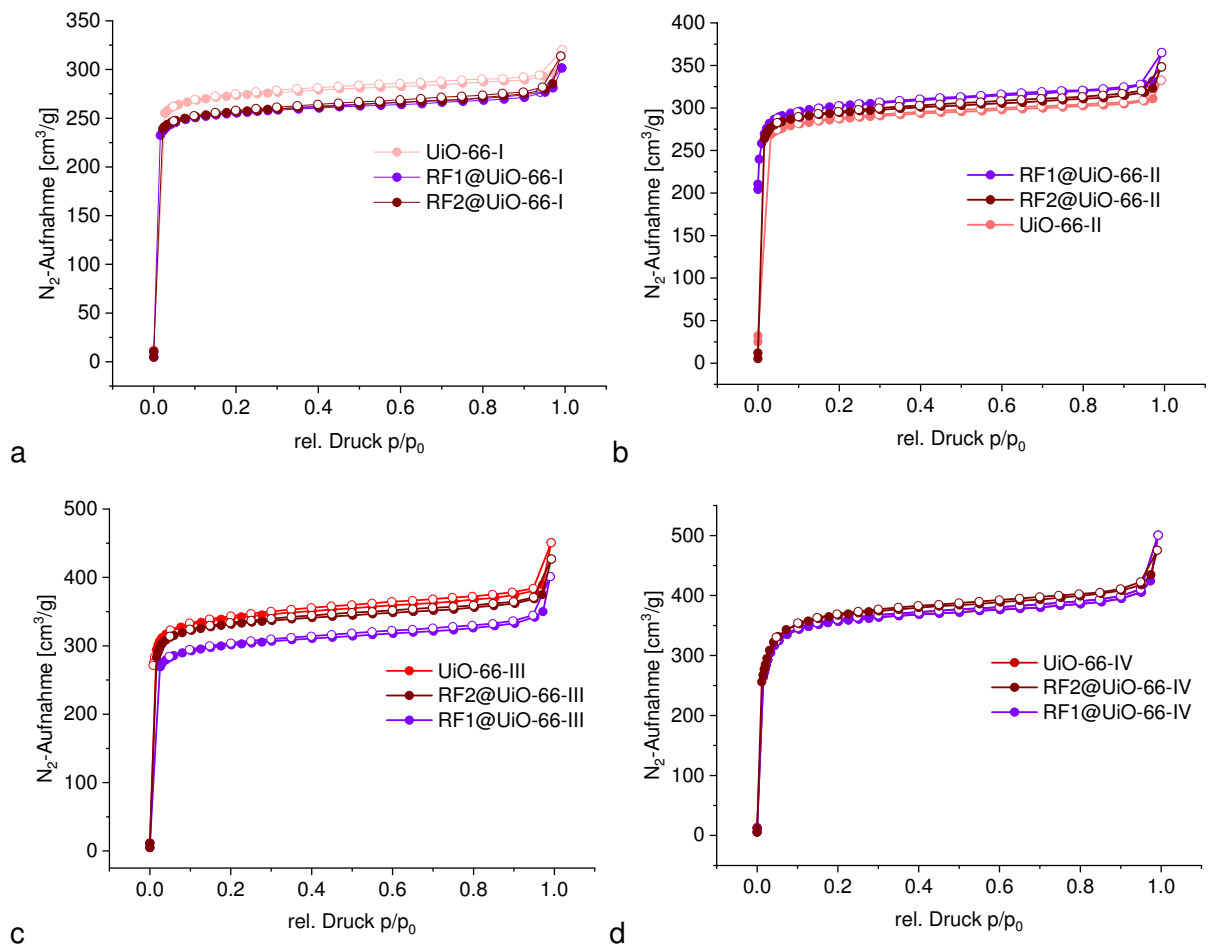 N2-Aufnahme [cm3/g]
350
300
250
200
150
100
50
0
UiO-66-I
RF1@UiO-66-I
RF2@UiO-66-I
0.0 0.2 0.4 0.6 0.8 1.0
rel. Druck p/p0
a
N2-Aufnahme [cm3/g]
400
350
300
250
200
150
100
50
0
RF1@UiO-66-II
RF2@UiO-66-II
UiO-66-II
0.0 0.2 0.4 0.6 0.8 1.0
rel. Druck p/p0
b
N2-Aufnahme [cm3/g]
500
400
300
200
100
0
UiO-66-III
RF2@UiO-66-III
RF1@UiO-66-III
0.0 0.2 0.4 0.6 0.8 1.0
rel. Druck p/p0
c
N2-Aufnahme [cm3/g]
500
400
300
200
100
0
UiO-66-IV
RF2@UiO-66-IV
RF1@UiO-66-IV
0.0 0.2 0.4 0.6 0.8 1.0
rel. Druck p/p0
d